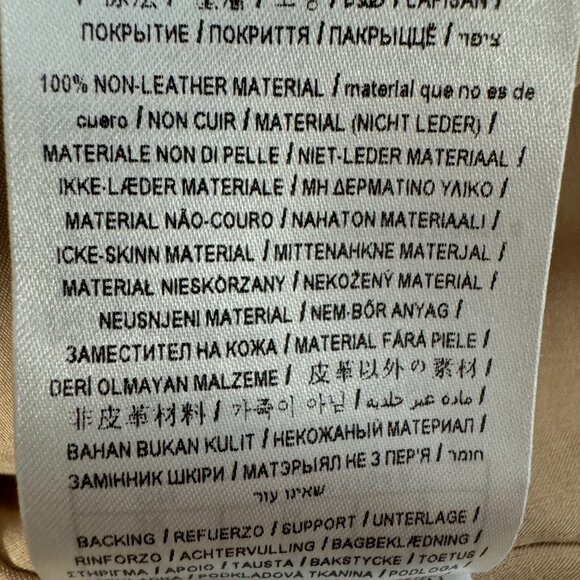 ПОКРЫТИЕ / ПОКРИТТЯ / ПАКРЫЦЦЁ / ציפוי
100% NON-LEATHER MATERIAL / material que no es de
cuero / NON CUIR / MATERIAL (NICHT LEDER) /
MATERIALE NON DI PELLE / NIET-LEDER MATERIAAL /
IKKE-LÆDER MATERIALE / ΜΗ ΔΕΡΜΑΤΙΝΟ ΥΛΙΚΟ /
MATERIAL NÃO-COURO / NAHATON MATERIAALI /
ICKE-SKINN MATERIAL / MITTENAHKNE MATERJAL /
MATERIAŁ NIESKÓRZANY / NEKOŽENÝ MATERIÁL /
NEUSNJENI MATERIAL / NEM-BŐR ANYAG /
ЗАМЕСТИТЕЛ НА КОЖА / MATERIAL FĂRĂ PIELE /
DERİ OLMAYAN MALZEME / 皮革以外の素材 /
非皮革材料 / 가죽이 아님 / مادة غير جلدية /
BAHAN BUKAN KULIT / НЕКОЖАНЫЙ МАТЕРИАЛ /
ЗАМІННИК ШКІРИ / МАТЭРЫЯЛ НЕ З ПЕР'Я / חומר
שאינו עור
BACKING / REFUERZO / SUPPORT / UNTERLAGE /
RINFORZO / ACHTERVULLING / BAGBEKLÆDNING /
ΣΤΗΡΙΓΜΑ / APOIO / TAUSTA / BAKSTYCKE / TOETUS /
PODKŁADOVÁ TKANINA / PODLOGA /